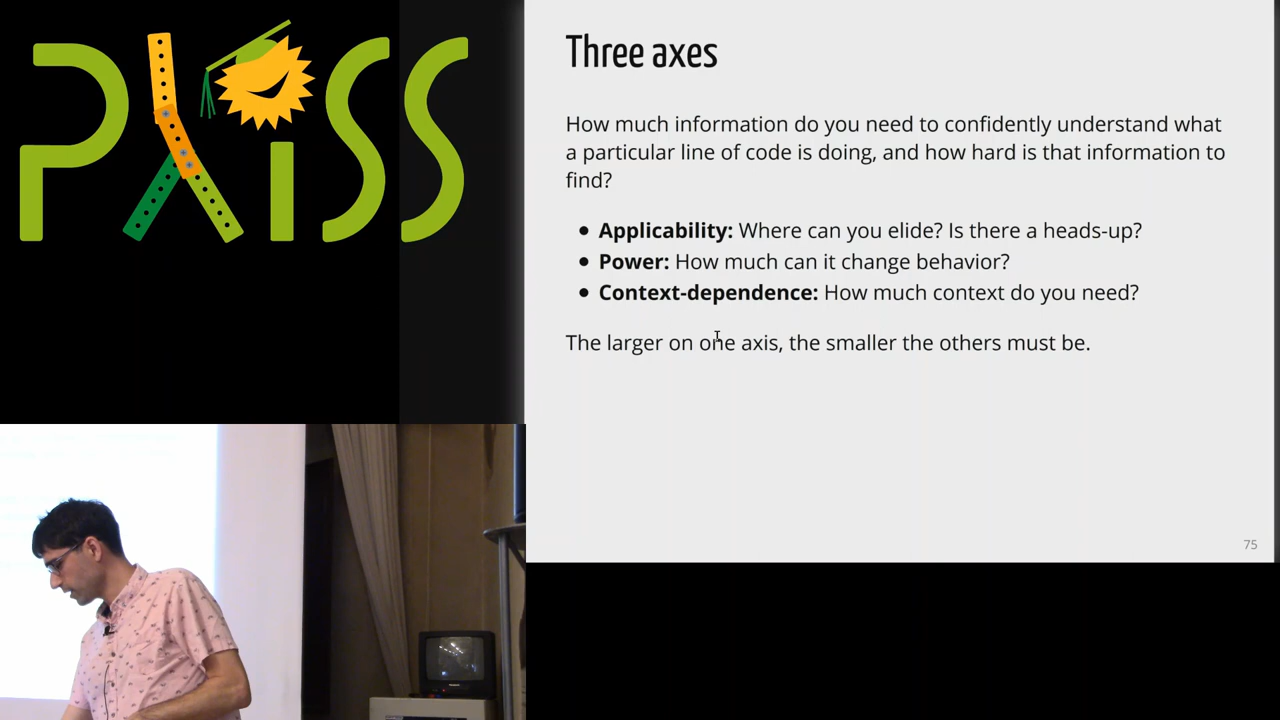 PLISS
Three axes
How much information do you need to confidently understand what
a particular line of code is doing, and how hard is that information to
find?
• Applicability: Where can you elide? Is there a heads-up?
• Power: How much can it change behavior?
• Context-dependence: How much context do you need?
The larger on one axis, the smaller the others must be.
75